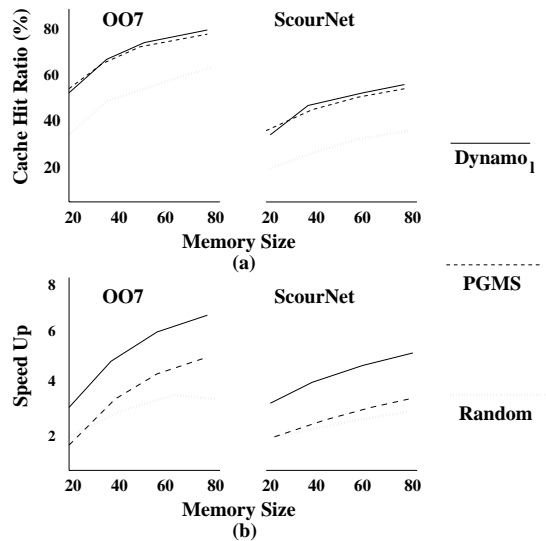 OO7 ScourNet
Cache Hit Ratio (%)
80
60
40
20
20 40 60 80 20 40 60 80
Memory Size
(a)
Dynamo l
PGMS
Random
OO7 ScourNet
Speed Up
8
6
4
2
20 40 60 80 20 40 60 80
Memory Size
(b)